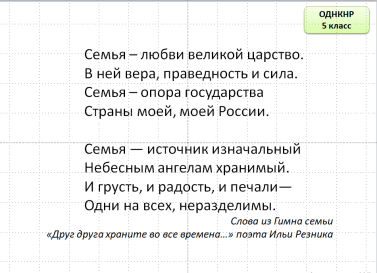 ОДНКНР
5 класс
Семья – любви великой царство.
В ней вера, праведность и сила.
Семья – опора государства
Страны моей, моей России.
Семья — источник изначальный
Небесным ангелам хранимый.
И грусть, и радость, и печали—
Одни на всех, неразделимы.
Слова из Гимна семьи
«Друг друга храните во все времена…» поэта Ильи Резника